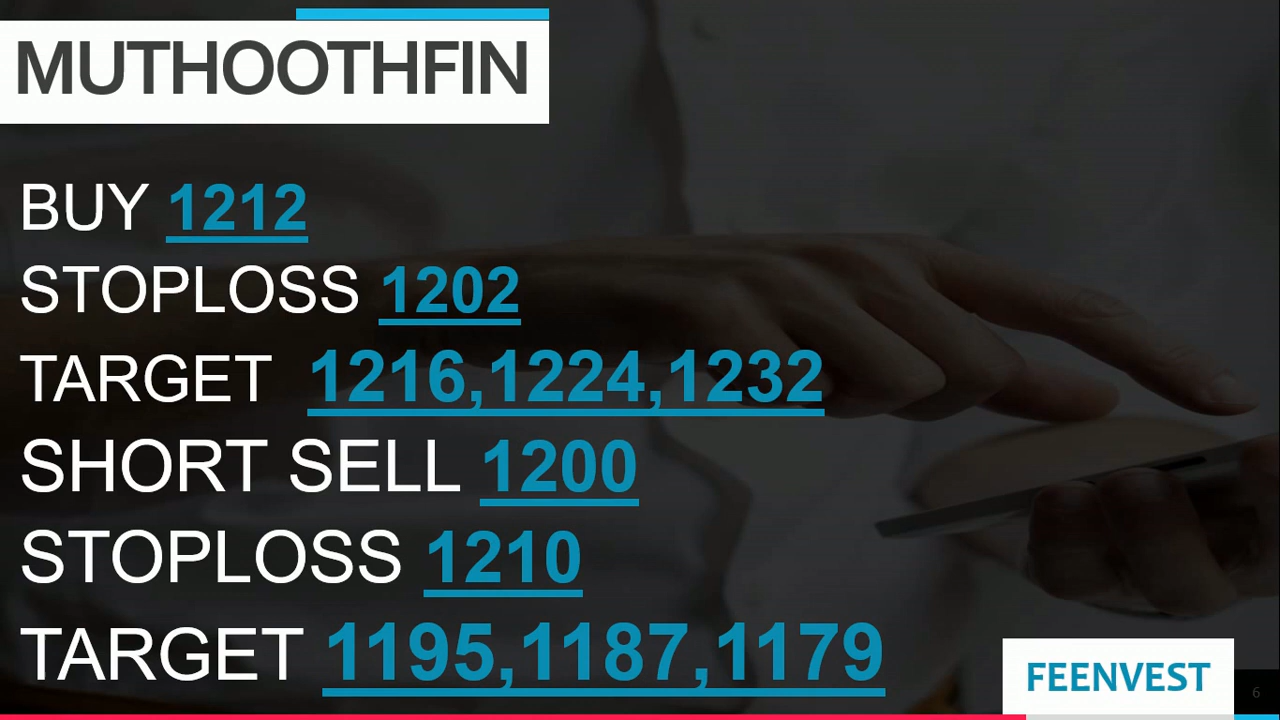 MUTHOOTHFIN
BUY 1212
STOPLOSS 1202
TARGET 1216,1224,1232
SHORT SELL 1200
STOPLOSS 1210
TARGET 1195,1187,1179
FEENVEST
6